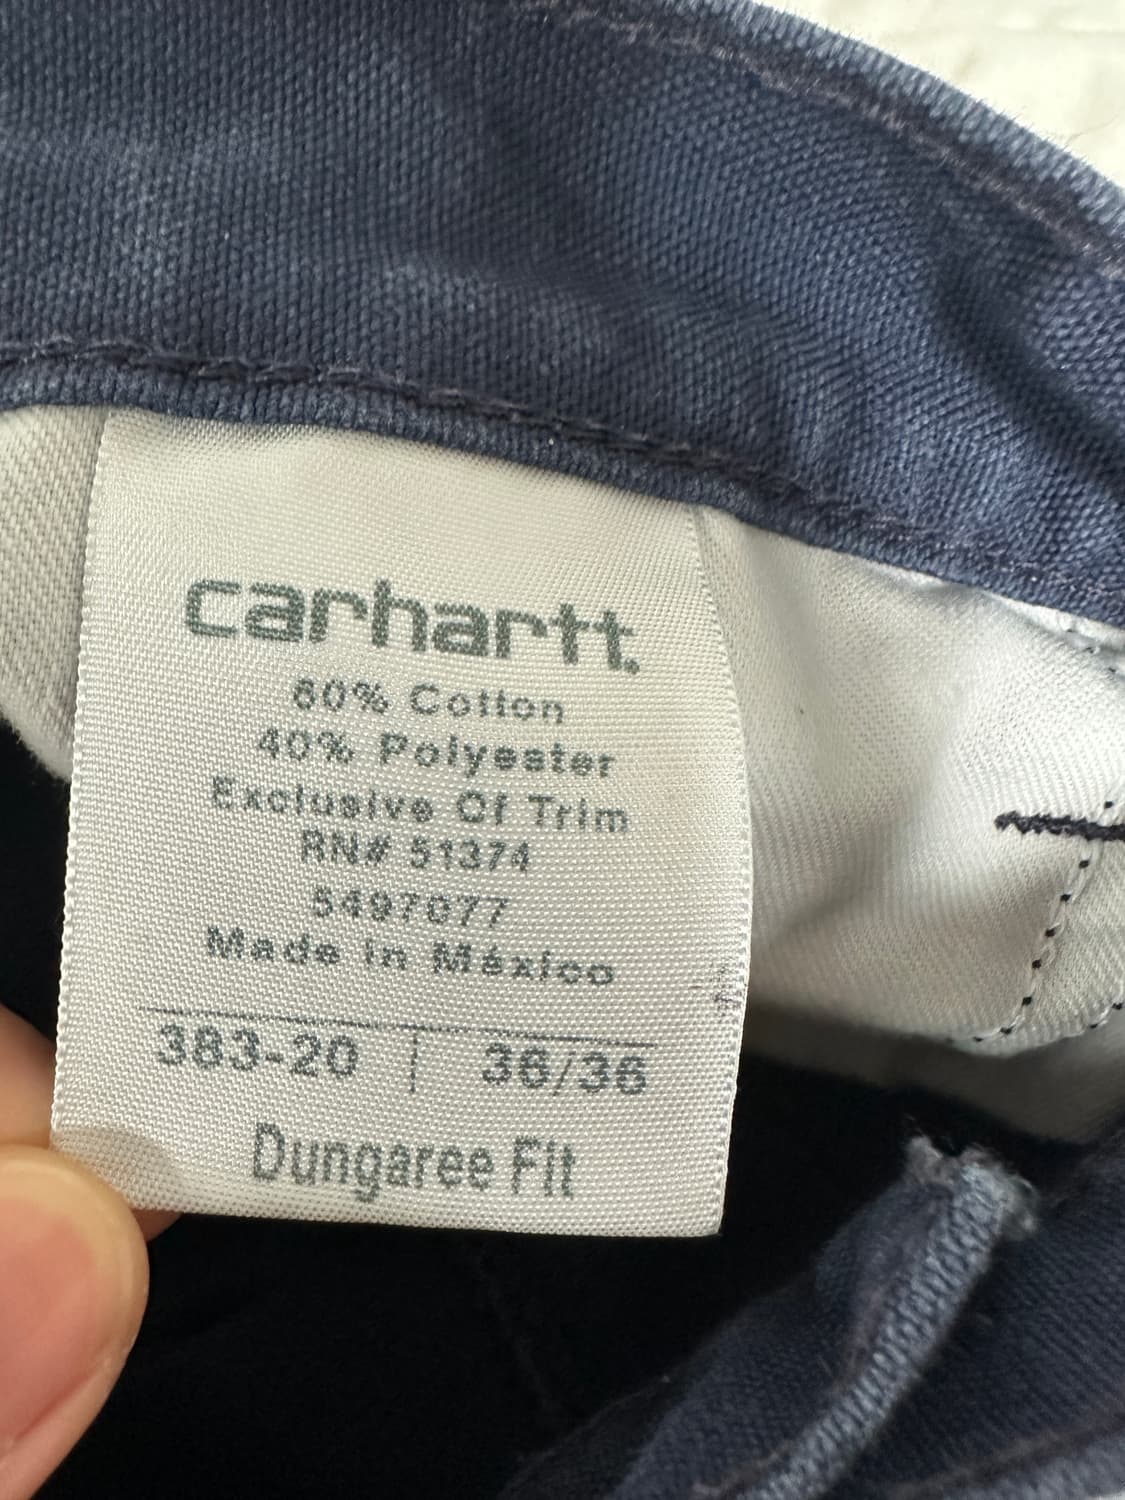 carhartt.
60% Cotton
40% Polyester
Exclusive Of Trim
RN# 51374
5497077
Made in México
383-20 | 36/36
Dungaree Fit